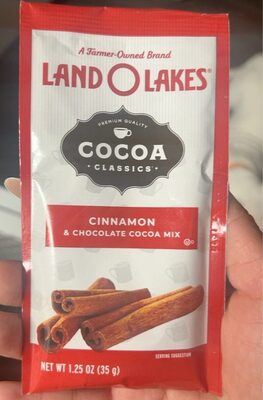 A Farmer-Owned Brand
LAND O LAKES®
PREMIUM QUALITY
COCOA
• CLASSICS® •
CINNAMON
& CHOCOLATE COCOA MIX
NET WT 1.25 OZ (35 g)
SERVING SUGGESTION